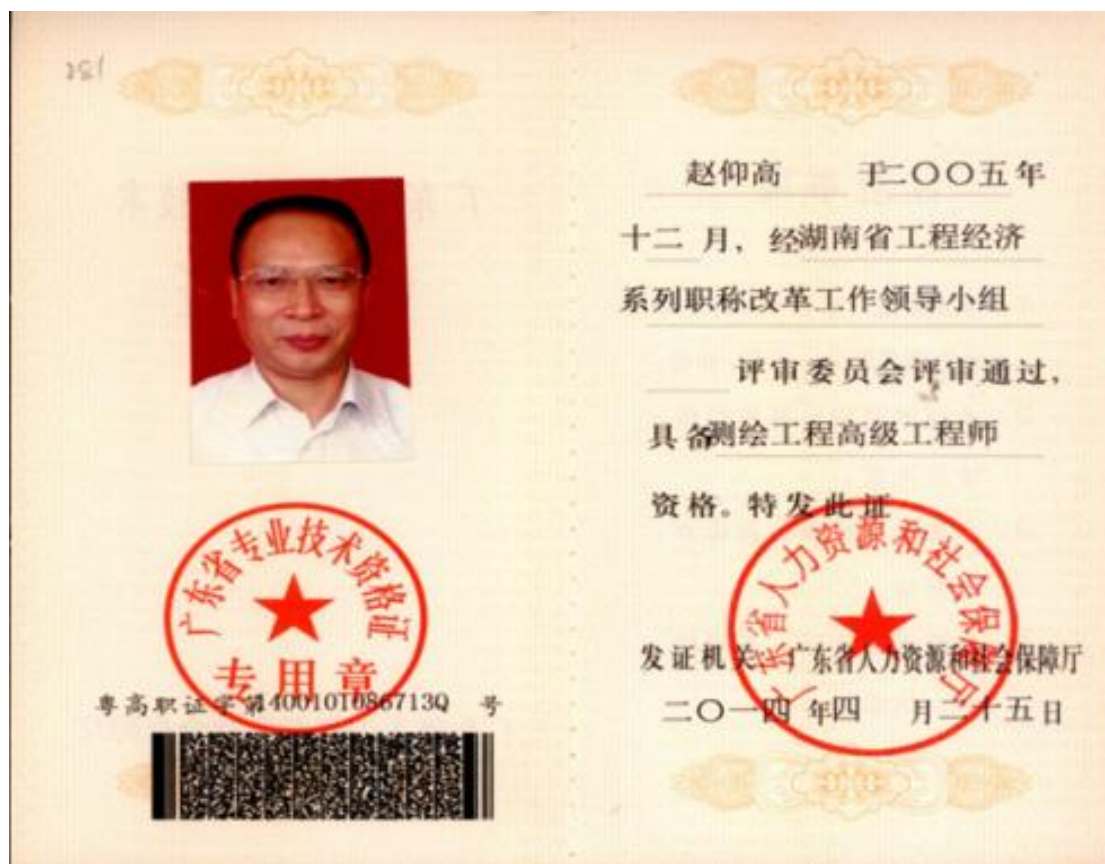 广东省专业技术资格证
专用章
粤高职证字第4001010867130 号
赵仰高 于二〇〇五年
十二月，经湖南省工程经济
系列职称改革工作领导小组
评审委员会评审通过，
具备测绘工程高级工程师
资格。特发此证
广东省人力资源和社会保障厅
发证机关 广东省人力资源和社会保障厅
二〇一四年四 月二十五日